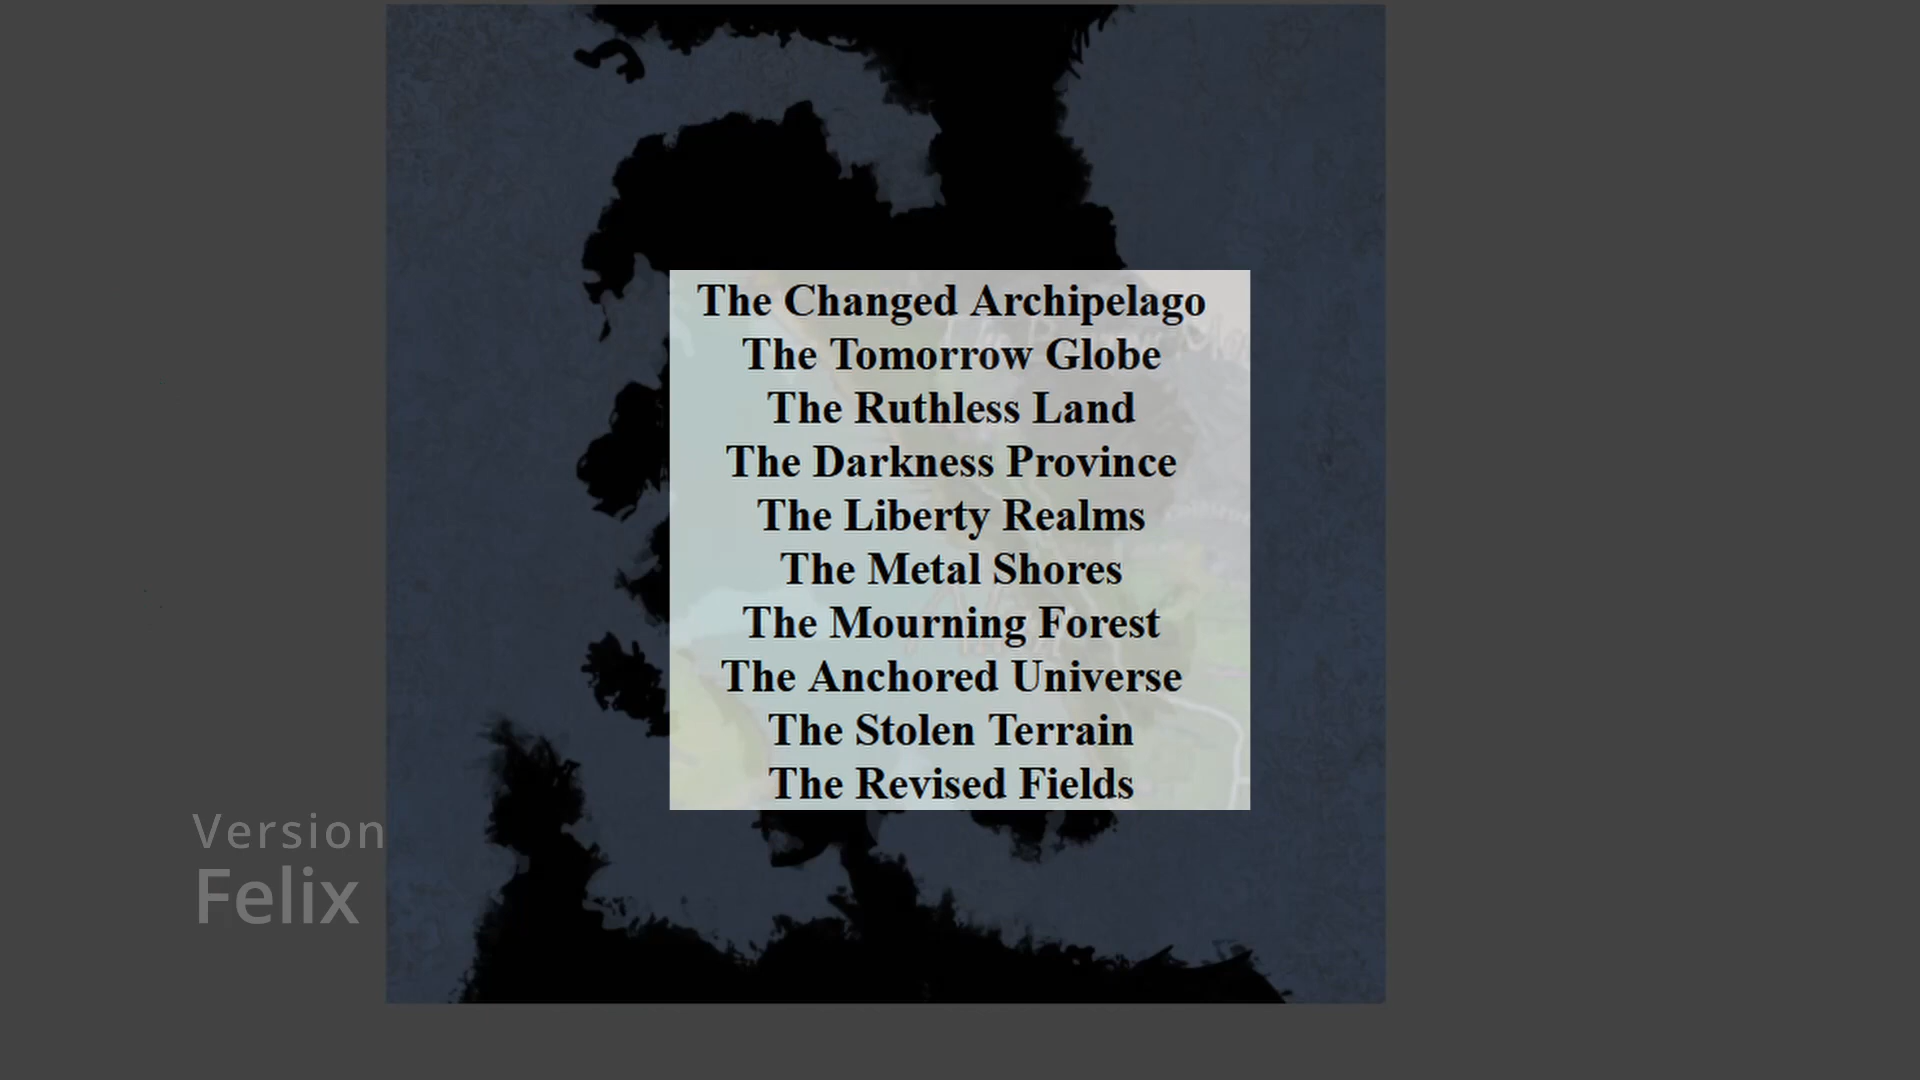 The Changed Archipelago
The Tomorrow Globe
The Ruthless Land
The Darkness Province
The Liberty Realms
The Metal Shores
The Mourning Forest
The Anchored Universe
The Stolen Terrain
The Revised Fields
Version
Felix